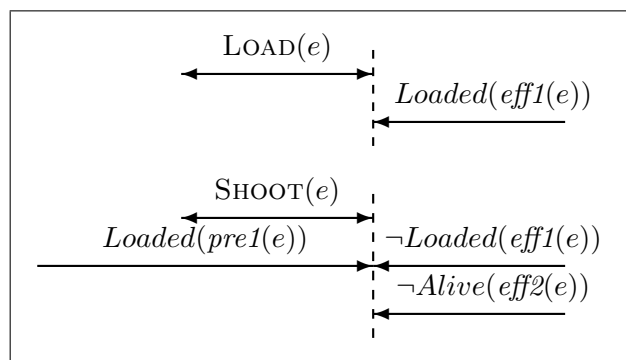 LOAD(e)
Loaded(eff1(e))
SHOOT(e)
Loaded(pre1(e)) ¬Loaded(eff1(e))
¬Alive(eff2(e))